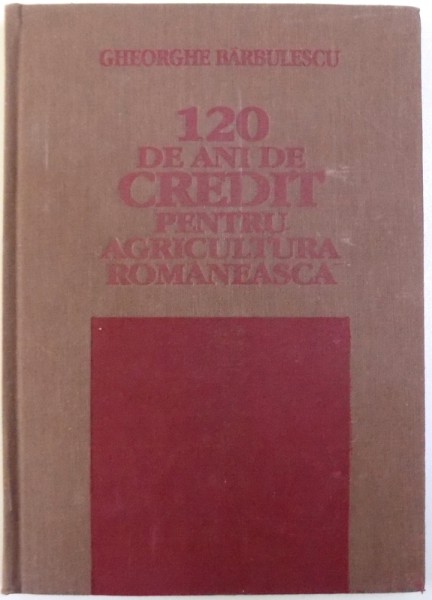 GHEORGHE BĂRBULESCU
120
DE ANI DE
CREDIT
PENTRU
AGRICULTURA
ROMANEASCA